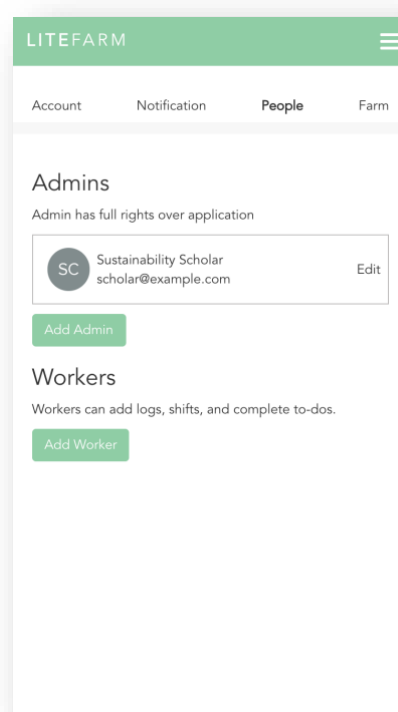 LITEFARM
Account Notification People Farm
Admins
Admin has full rights over application
SC
Sustainability Scholar
scholar@example.com
Edit
Add Admin
Workers
Workers can add logs, shifts, and complete to-dos.
Add Worker